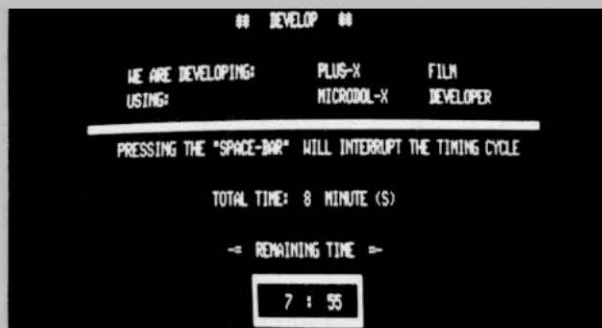 ## DEVELOP ##
WE ARE DEVELOPING: PLUS-X FILM
USING: MICRODOL-X DEVELOPER
PRESSING THE "SPACE-BAR" WILL INTERRUPT THE TIMING CYCLE
TOTAL TIME: 8 MINUTE (S)
-= REMAINING TIME =-
7 : 55